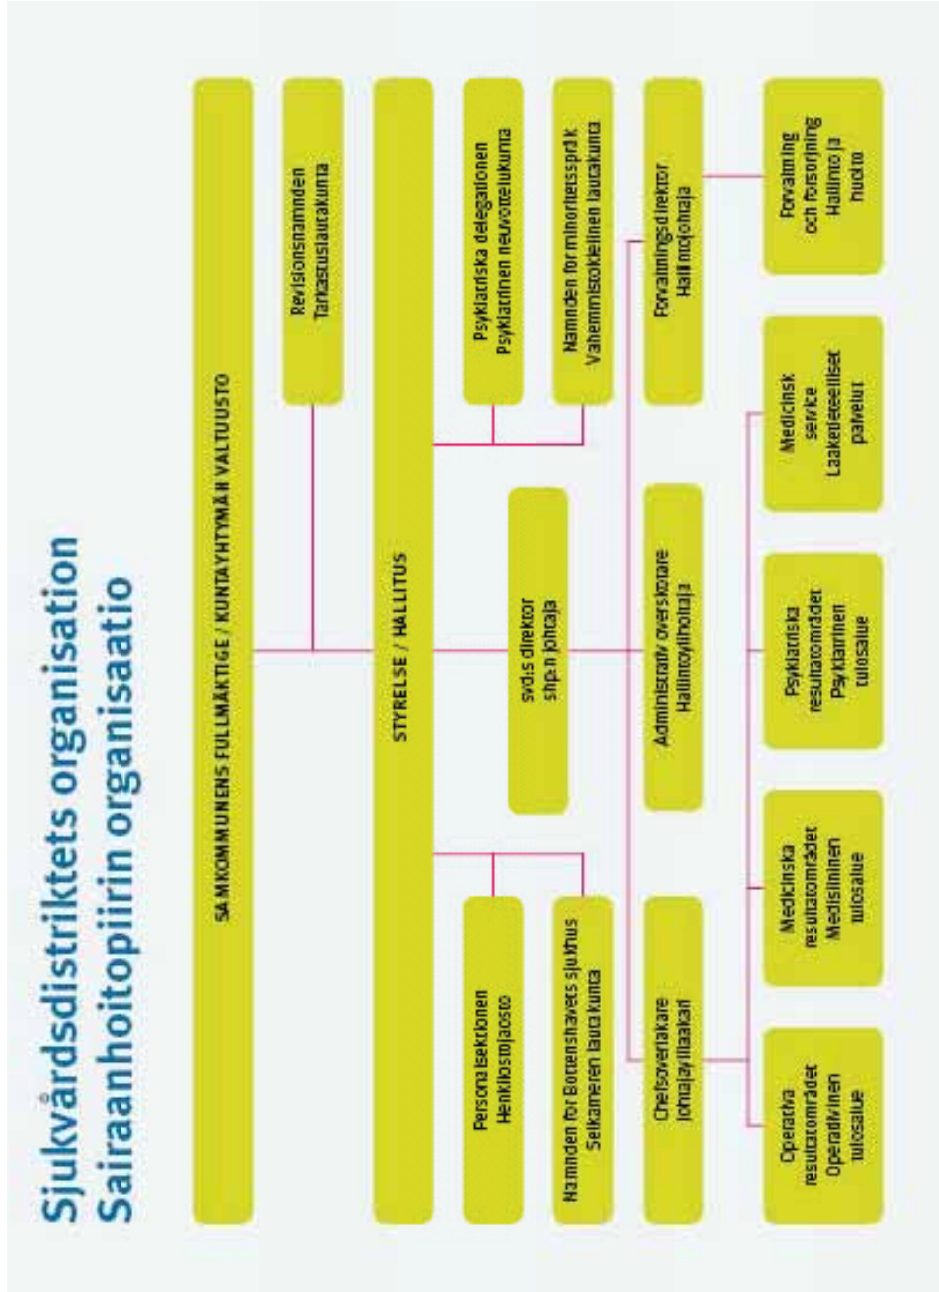 Sjukvårdsdistriktets organisation
Sairaanhoitopiirin organisaatio
SAMKOMMUNENS FULLMÄKTIGE / KUNTAYHTYMÄN VALTUUSTO
Revisionsnämnden
Tarkastuslautakunta
STYRELSE / HALLITUS
Personalsektionen
Henkilöstöjaosto
Psykiatriska delegationen
Psykiatrinen neuvottelukunta
Nämnden för Bottenshavets sjukhus
Selkämeren lautakunta
svd:s direktör
shp:n johtaja
Nämnden för minoritetsspråk
Vähemmistökielinen lautakunta
Chefsöverläkare
Johtajaylilääkäri
Administrativ överskötare
Hallintoylihoitaja
Förvaltningsdirektör
Hallintojohtaja
Operativa
resultatområdet
Operatiivinen
tulosalue
Medicinska
resultatområdet
Medisiininen
tulosalue
Psykiatriska
resultatområdet
Psykiatrinen
tulosalue
Medicinsk
service
Lääketieteelliset
palvelut
Förvaltning
och försörjning
Hallinto ja
huolto